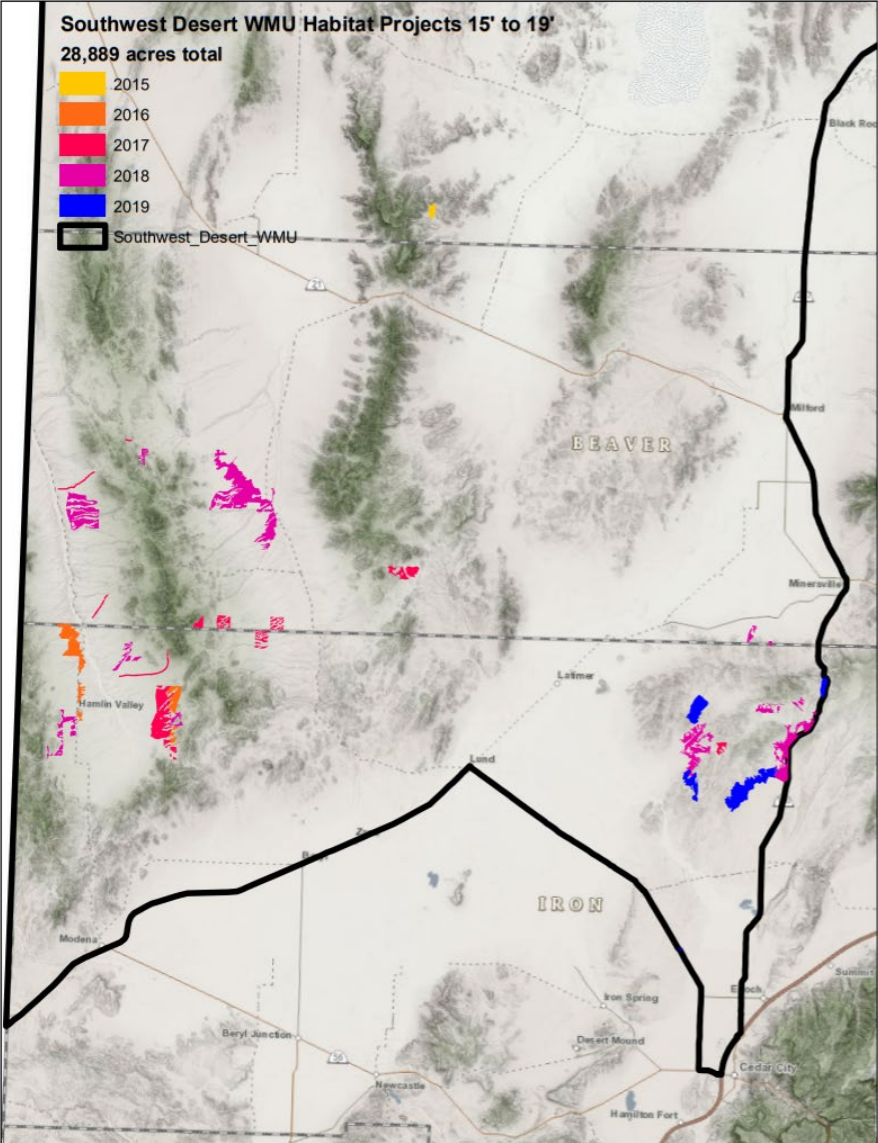 Southwest Desert WMU Habitat Projects 15' to 19'
28,889 acres total
2015
2016
2017
2018
2019
Southwest_Desert_WMU
Black Roc
21
BEAVER
Milford
Minersville
Latimer
Hamlin Valley
Lund
IRON
Modena
Summit
Enoch
Iron Spring
Beryl Junction
Desert Mound
56
Cedar City
Newcastle
Hamilton Fort